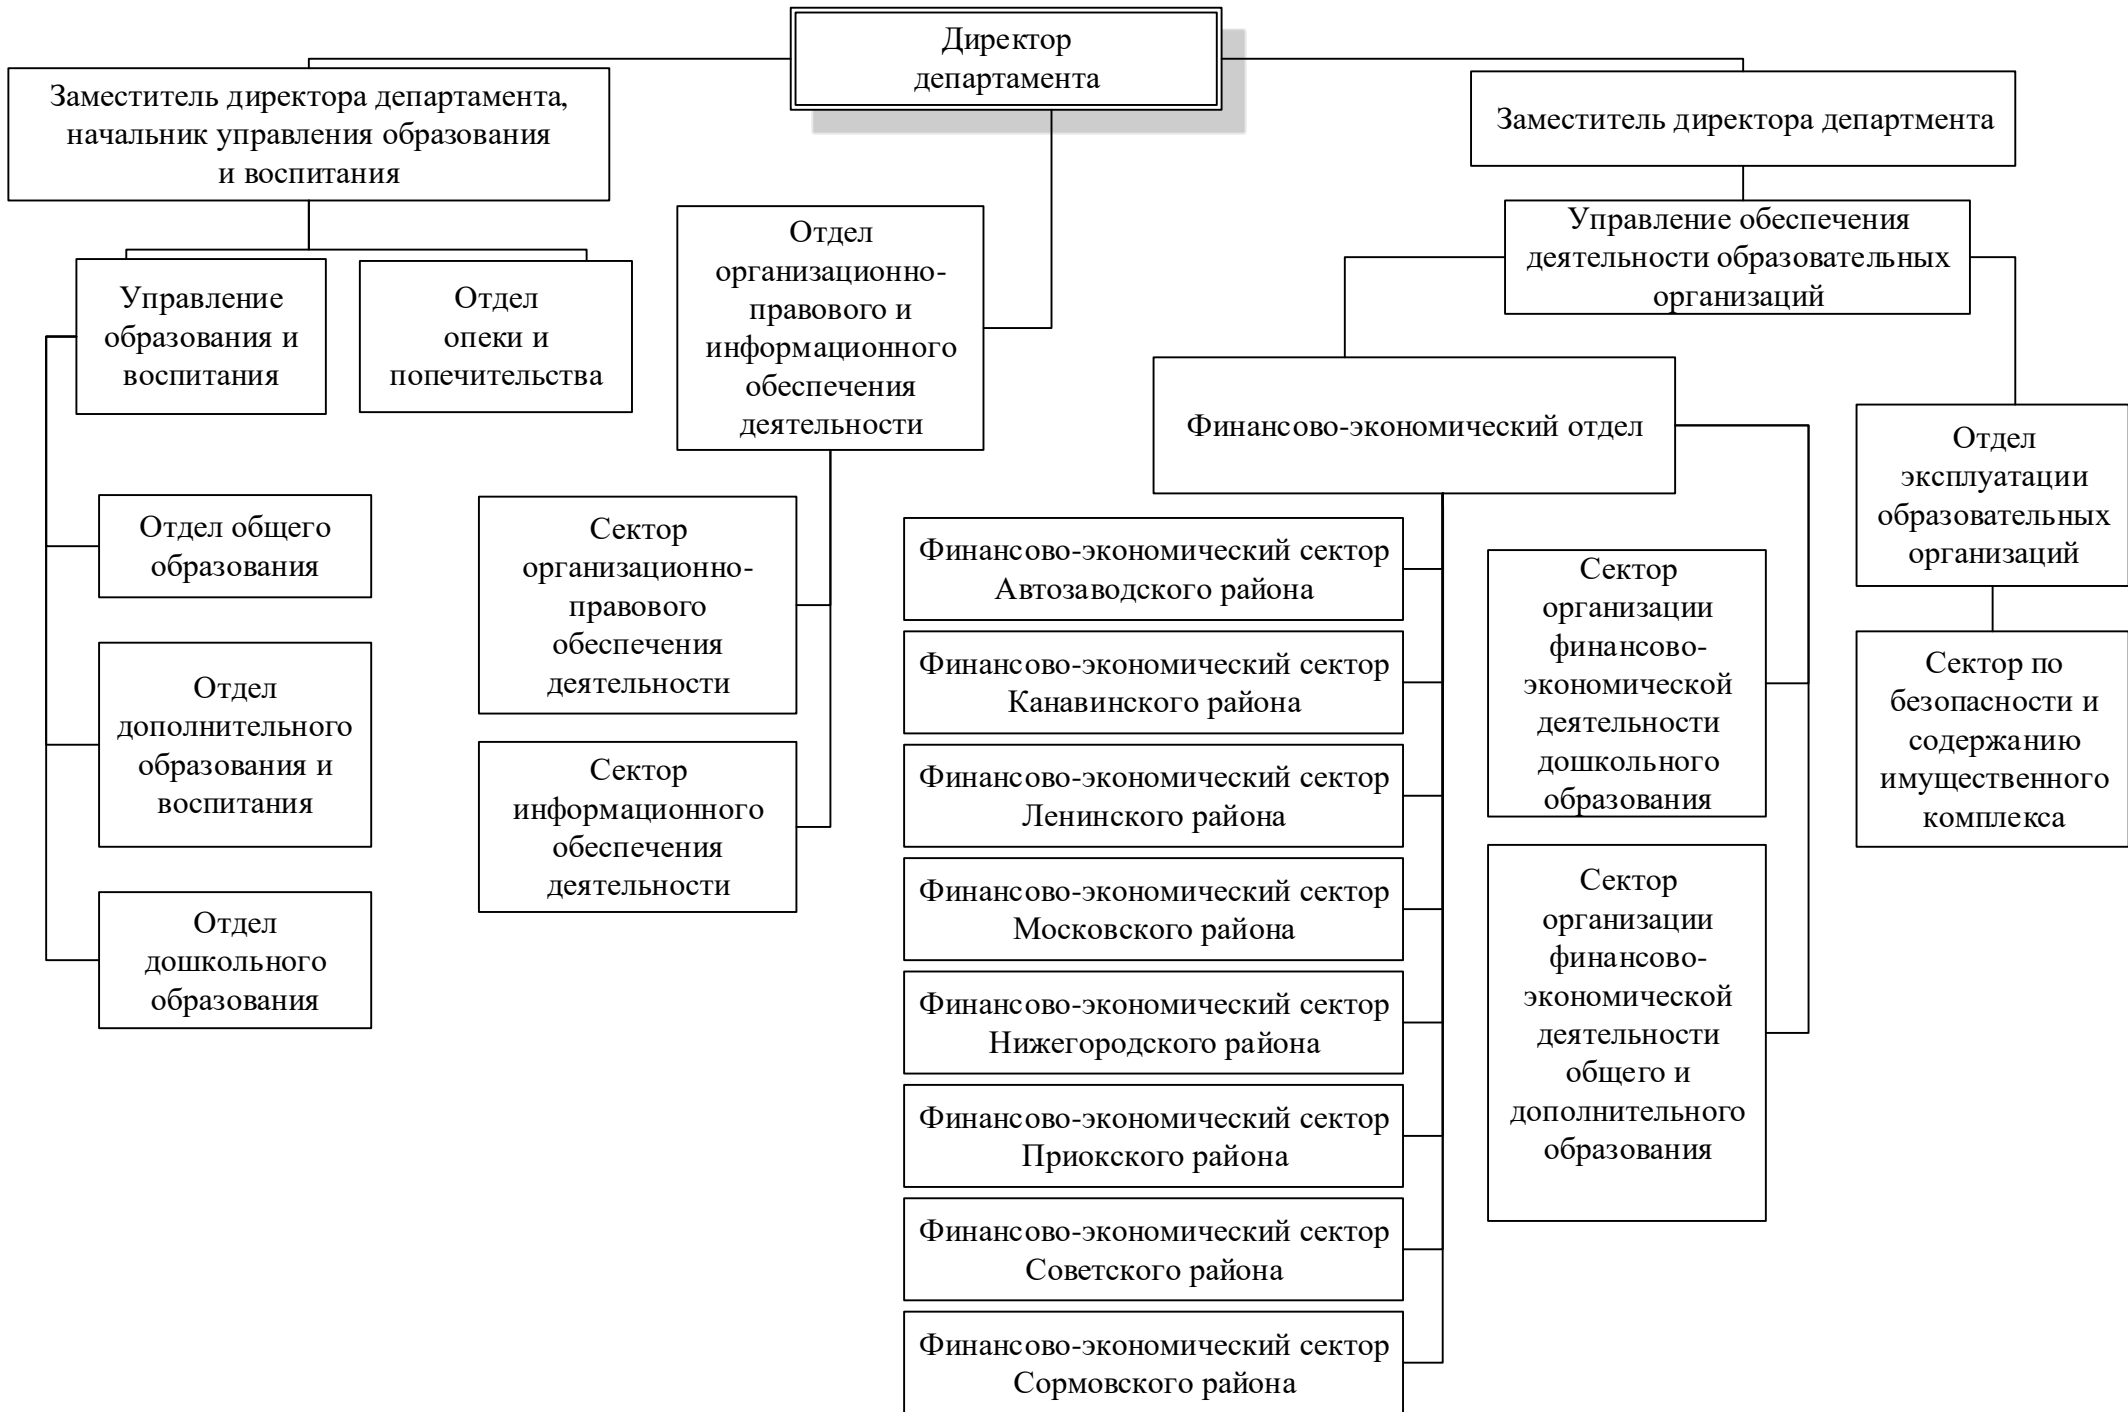 Директор
департамента
Заместитель директора департамента,
начальник управления образования
и воспитания
Заместитель директора департмента
Управление
образования и
воспитания
Отдел
опеки и
попечительства
Отдел
организационно-
правового и
информационного
обеспечения
деятельности
Управление обеспечения
деятельности образовательных
организаций
Отдел общего
образования
Отдел
дополнительного
образования и
воспитания
Отдел
дошкольного
образования
Сектор
организационно-
правового
обеспечения
деятельности
Сектор
информационного
обеспечения
деятельности
Финансово-экономический отдел
Финансово-экономический сектор
Автозаводского района
Финансово-экономический сектор
Канавинского района
Финансово-экономический сектор
Ленинского района
Финансово-экономический сектор
Московского района
Финансово-экономический сектор
Нижегородского района
Финансово-экономический сектор
Приокского района
Финансово-экономический сектор
Советского района
Финансово-экономический сектор
Сормовского района
Сектор
организации
финансово-
экономической
деятельности
дошкольного
образования
Сектор
организации
финансово-
экономической
деятельности
общего и
дополнительного
образования
Отдел
эксплуатации
образовательных
организаций
Сектор по
безопасности и
содержанию
имущественного
комплекса